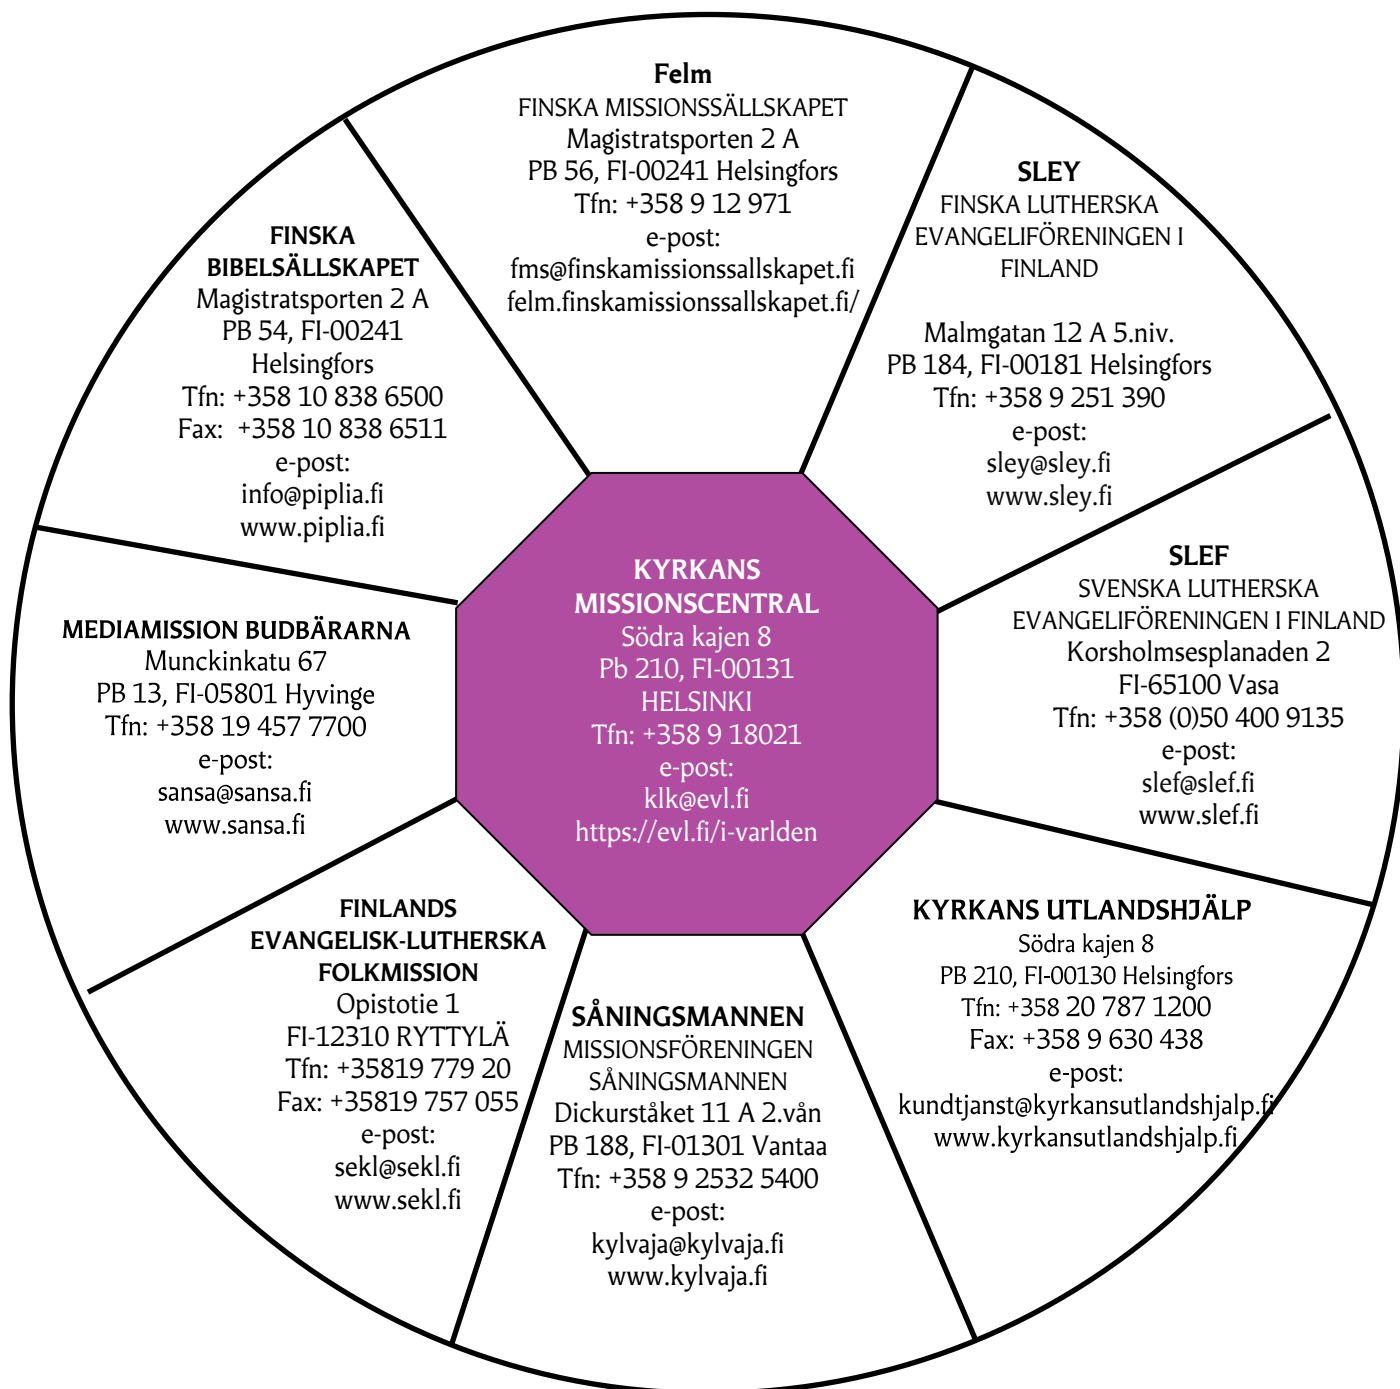 Felm
FINSKA MISSIONSSÄLLSKAPET
Magistratsporten 2 A
PB 56, FI-00241 Helsingfors
Tfn: +358 9 12 971
e-post:
fms@finskamissionssallskapet.fi
felm.finskamissionssallskapet.fi/
SLEY
FINSKA LUTHERSKA
EVANGELIFÖRENINGEN I
FINLAND
Malmgatan 12 A 5.niv.
PB 184, FI-00181 Helsingfors
Tfn: +358 9 251 390
e-post:
sley@sley.fi
www.sley.fi
SLEF
SVENSKA LUTHERSKA
EVANGELIFÖRENINGEN I FINLAND
Korsholmsesplanaden 2
FI-65100 Vasa
Tfn: +358 (0)50 400 9135
e-post:
slef@slef.fi
www.slef.fi
KYRKANS UTLANDSHJÄLP
Södra kajen 8
PB 210, FI-00130 Helsingfors
Tfn: +358 20 787 1200
Fax: +358 9 630 438
e-post:
kundtjanst@kyrkansutlandshjalp.fi
www.kyrkansutlandshjalp.fi
SÅNINGSMANNEN
MISSIONSFÖRENINGEN
SÅNINGSMANNEN
Dickurståket 11 A 2.vån
PB 188, FI-01301 Vantaa
Tfn: +358 9 2532 5400
e-post:
kylvaja@kylvaja.fi
www.kylvaja.fi
FINLANDS
EVANGELISK-LUTHERSKA
FOLKMISSION
Opistotie 1
FI-12310 RYTTYLÄ
Tfn: +35819 779 20
Fax: +35819 757 055
e-post:
sekl@sekl.fi
www.sekl.fi
MEDIAMISSION BUDBÄRARNA
Munckinkatu 67
PB 13, FI-05801 Hyvinge
Tfn: +358 19 457 7700
e-post:
sansa@sansa.fi
www.sansa.fi
FINSKA
BIBELSÄLLSKAPET
Magistratsporten 2 A
PB 54, FI-00241
Helsingfors
Tfn: +358 10 838 6500
Fax: +358 10 838 6511
e-post:
info@piplia.fi
www.piplia.fi
KYRKANS
MISSIONSCENTRAL
Södra kajen 8
Pb 210, FI-00131
HELSINKI
Tfn: +358 9 18021
e-post:
klk@evl.fi
https://evl.fi/i-varlden